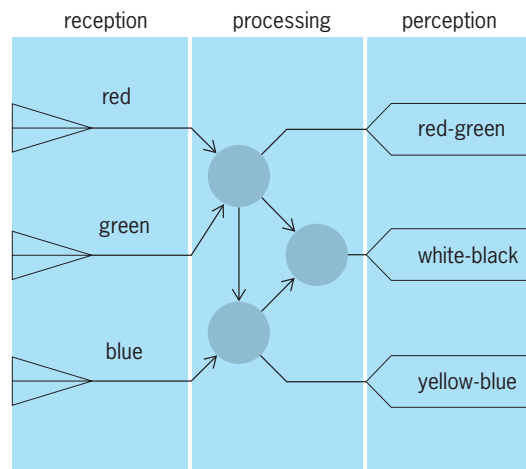 reception
processing
perception
red
green
blue
red-green
white-black
yellow-blue